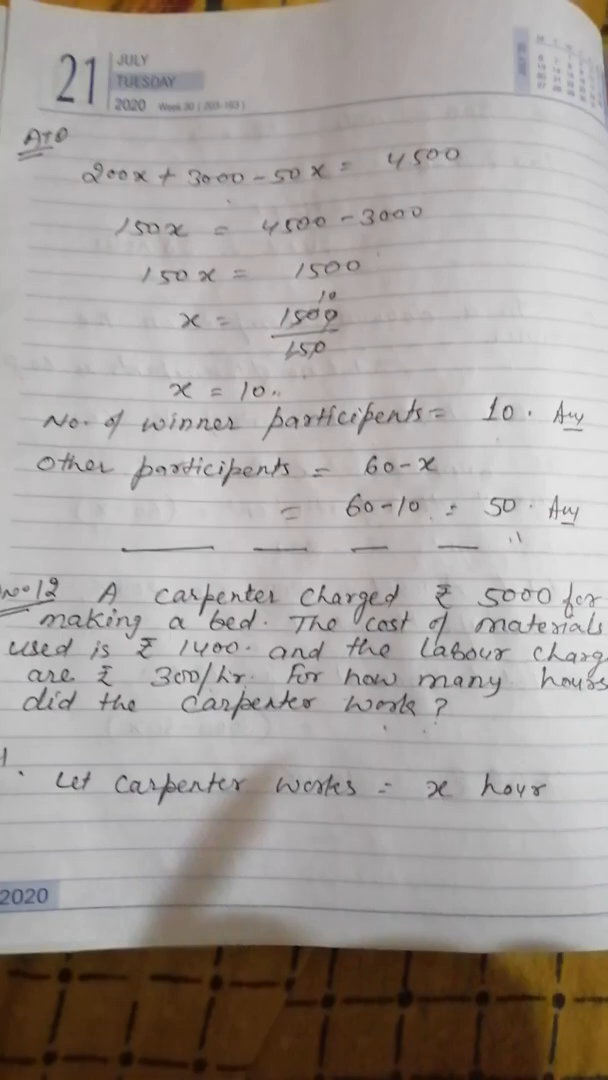 21
JULY
TUESDAY
2020 Week 30
ATQ
200x + 3000 - 50x = 4500
150x = 4500 - 3000
150x = 1500
10
x = 1500
150
x = 10.
No. of winner participents = 10. Ans
Other participents = 60-x
= 60-10 = 50. Ans
No 12 A carpenter charged ₹ 5000 for
making a bed. The cost of materials
used is ₹ 1400. and the labour charg
are ₹ 300/hr. For how many hours
did the carpenter work?
Let carpenter works = x hour
2020